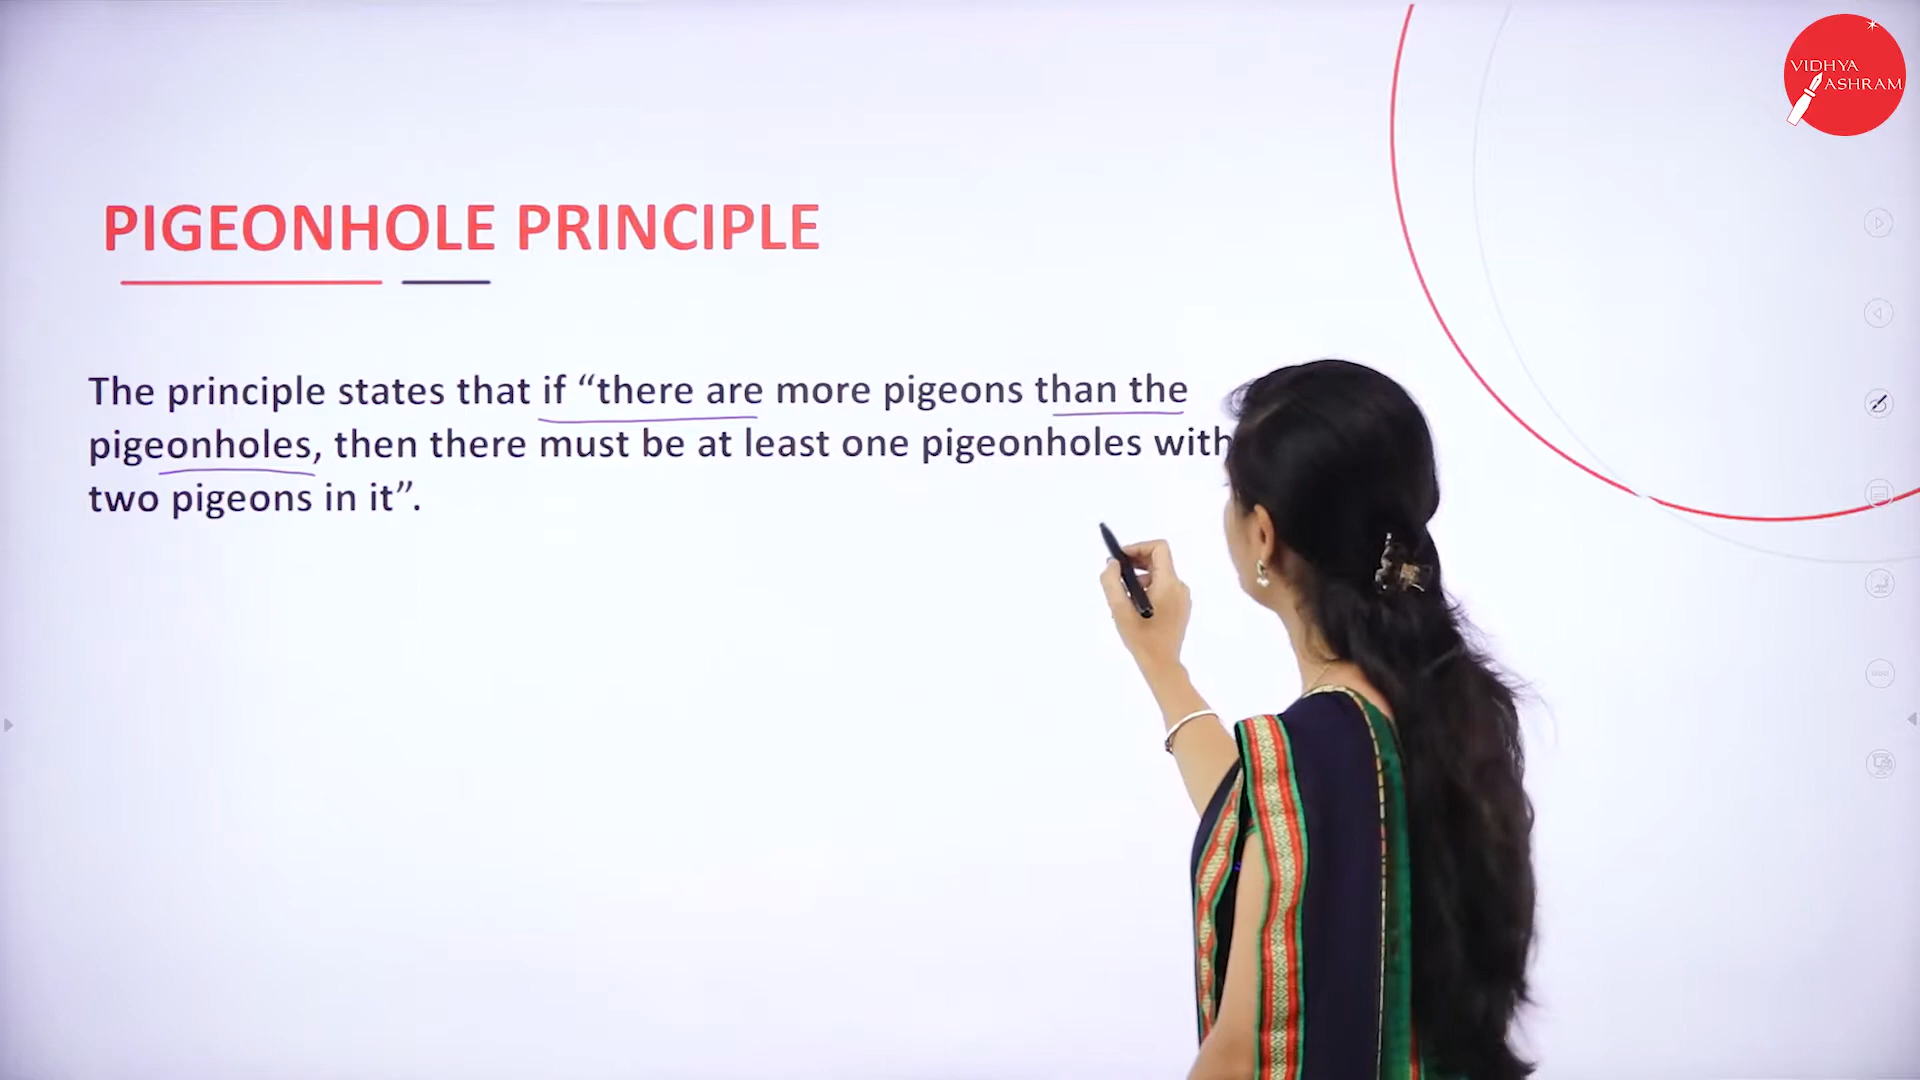 VIDHYA
ASHRAM
PIGEONHOLE PRINCIPLE
The principle states that if “there are more pigeons than the
pigeonholes, then there must be at least one pigeonholes with
two pigeons in it”.